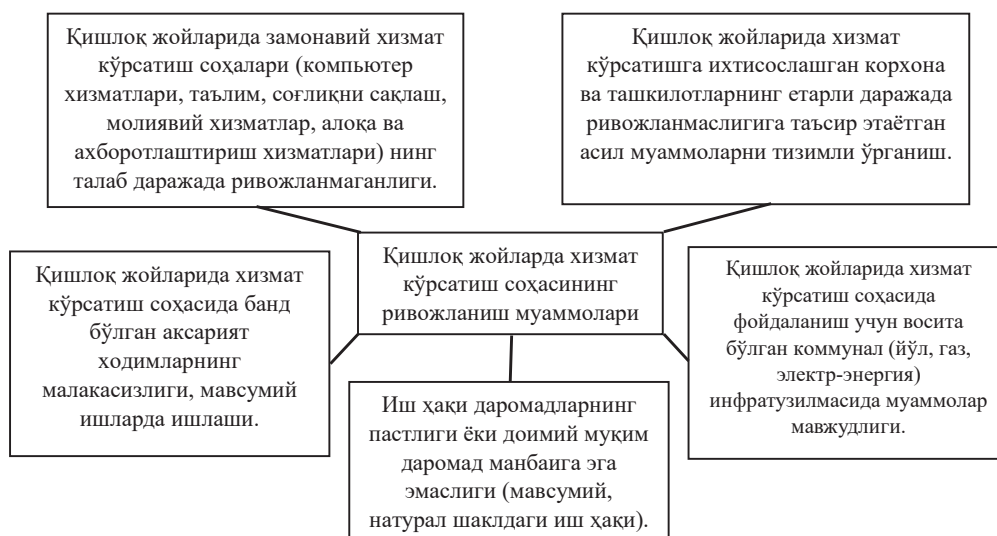 Қишлоқ жойларида замонавий хизмат
кўрсатиш соҳалари (компьютер
хизматлари, таълим, соғлиқни сақлаш,
молиявий хизматлар, алоқа ва
ахборотлаштириш хизматлари) нинг
талаб даражада ривожланмаганлиги.
Қишлоқ жойларида хизмат
кўрсатишга ихтисослашган корхона
ва ташкилотларнинг етарли даражада
ривожланмаслигига таъсир этаётган
асил муаммоларни тизимли ўрганиш.
Қишлоқ жойларда хизмат
кўрсатиш соҳасининг
ривожланиш муаммолари
Қишлоқ жойларида хизмат
кўрсатиш соҳасида банд
бўлган аксарият
ходимларнинг
малакасизлиги, мавсумий
ишларда ишлаши.
Қишлоқ жойларида хизмат
кўрсатиш соҳасида
фойдаланиш учун восита
бўлган коммунал (йўл, газ,
электр-энергия)
инфратузилмасида муаммолар
мавжудлиги.
Иш ҳақи даромадларнинг
пастлиги ёки доимий муқим
даромад манбаига эга
эмаслиги (мавсумий,
натурал шаклдаги иш ҳақи).